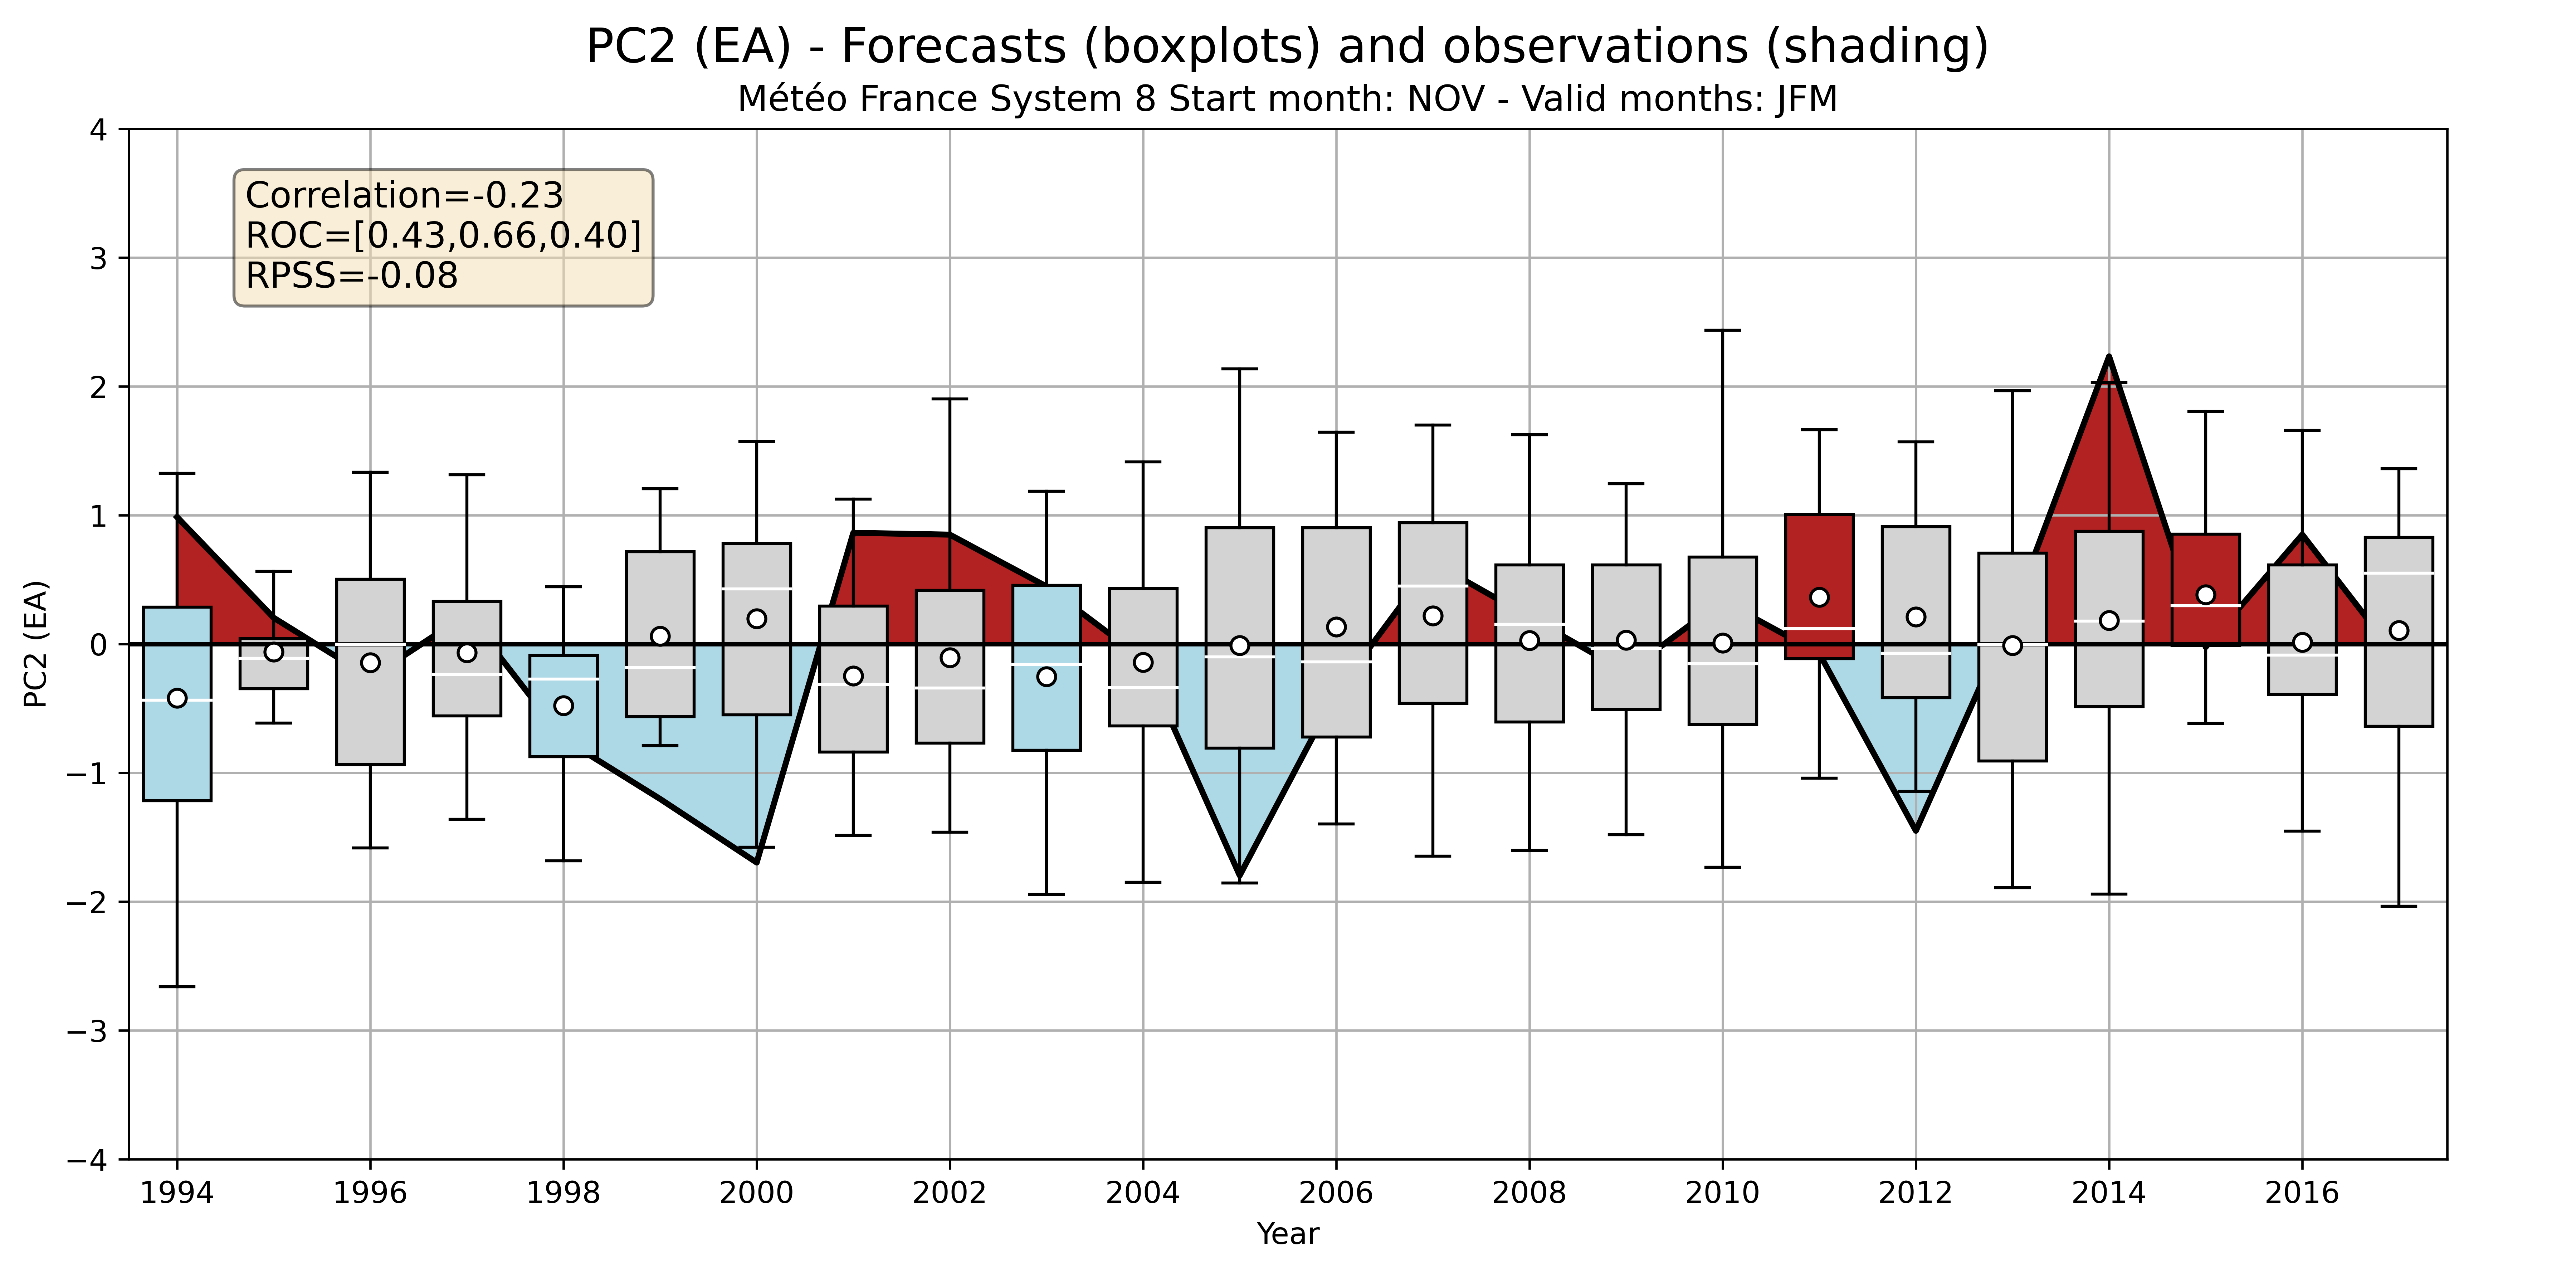 PC2 (EA) - Forecasts (boxplots) and observations (shading)
Météo France System 8 Start month: NOV - Valid months: JFM
Correlation=-0.23
ROC=[0.43,0.66,0.40]
RPSS=-0.08
PC2 (EA)
4
3
2
1
0
−1
−2
−3
−4
1994 1996 1998 2000 2002 2004 2006 2008 2010 2012 2014 2016
Year